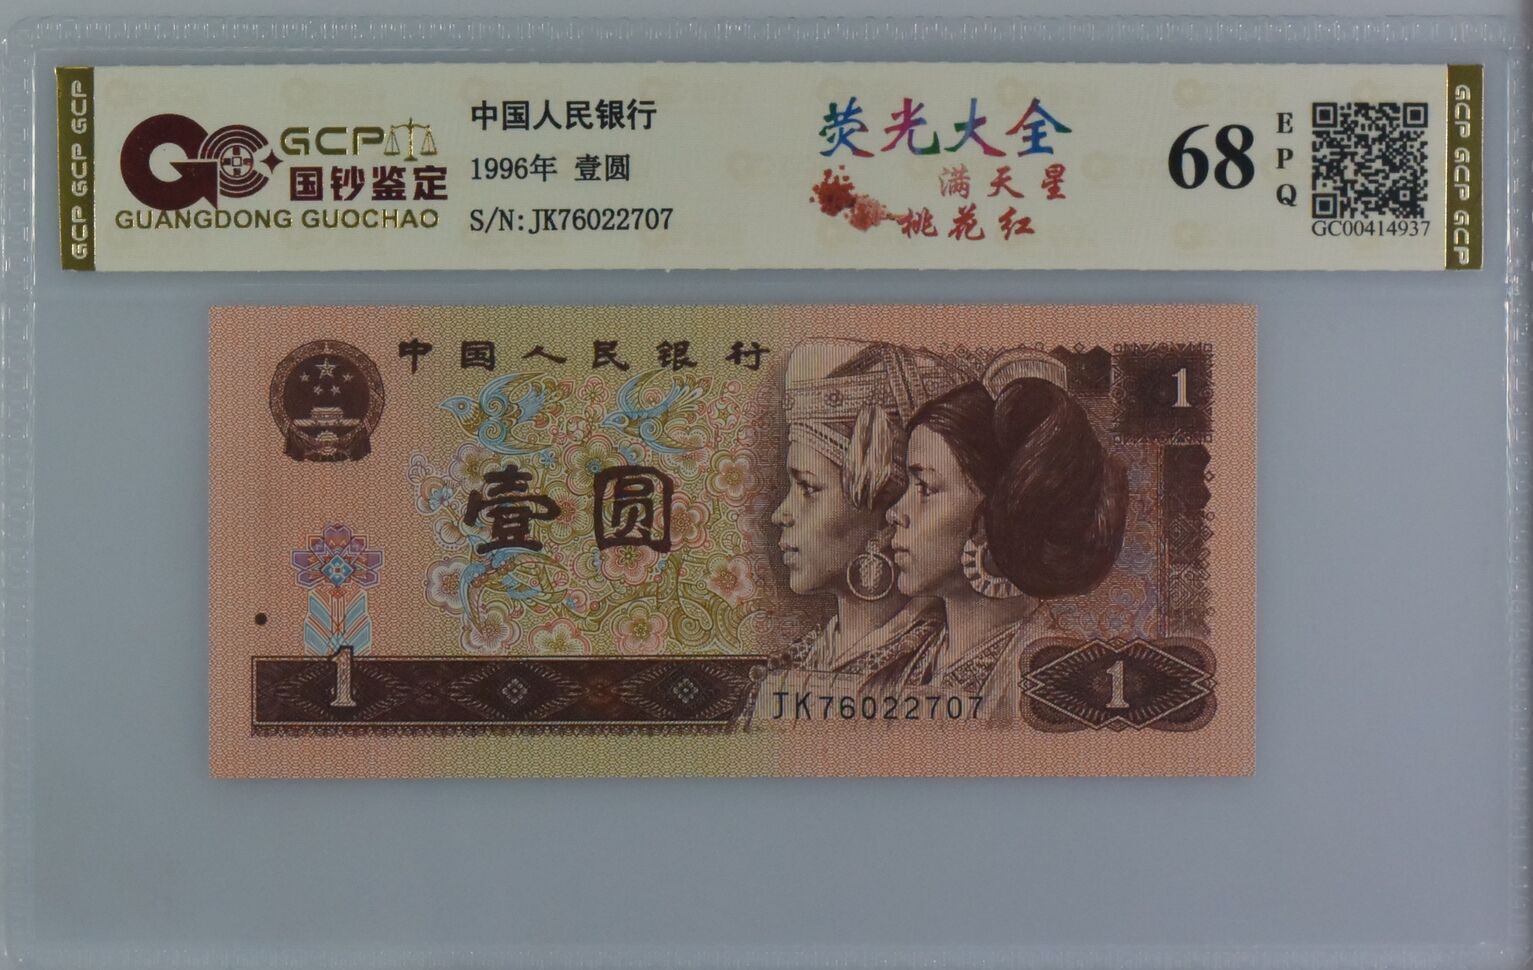 GCP GCP GCP
GCP
国钞鉴定
GUANGDONG GUOCHAO
中国人民银行
1996年 壹圆
S/N:JK76022707
荧光大全
满天星
桃花红
68
EPQ
GC00414937
GCP GCP GCP
中国人民银行
1
壹圆
1
JK76022707
1